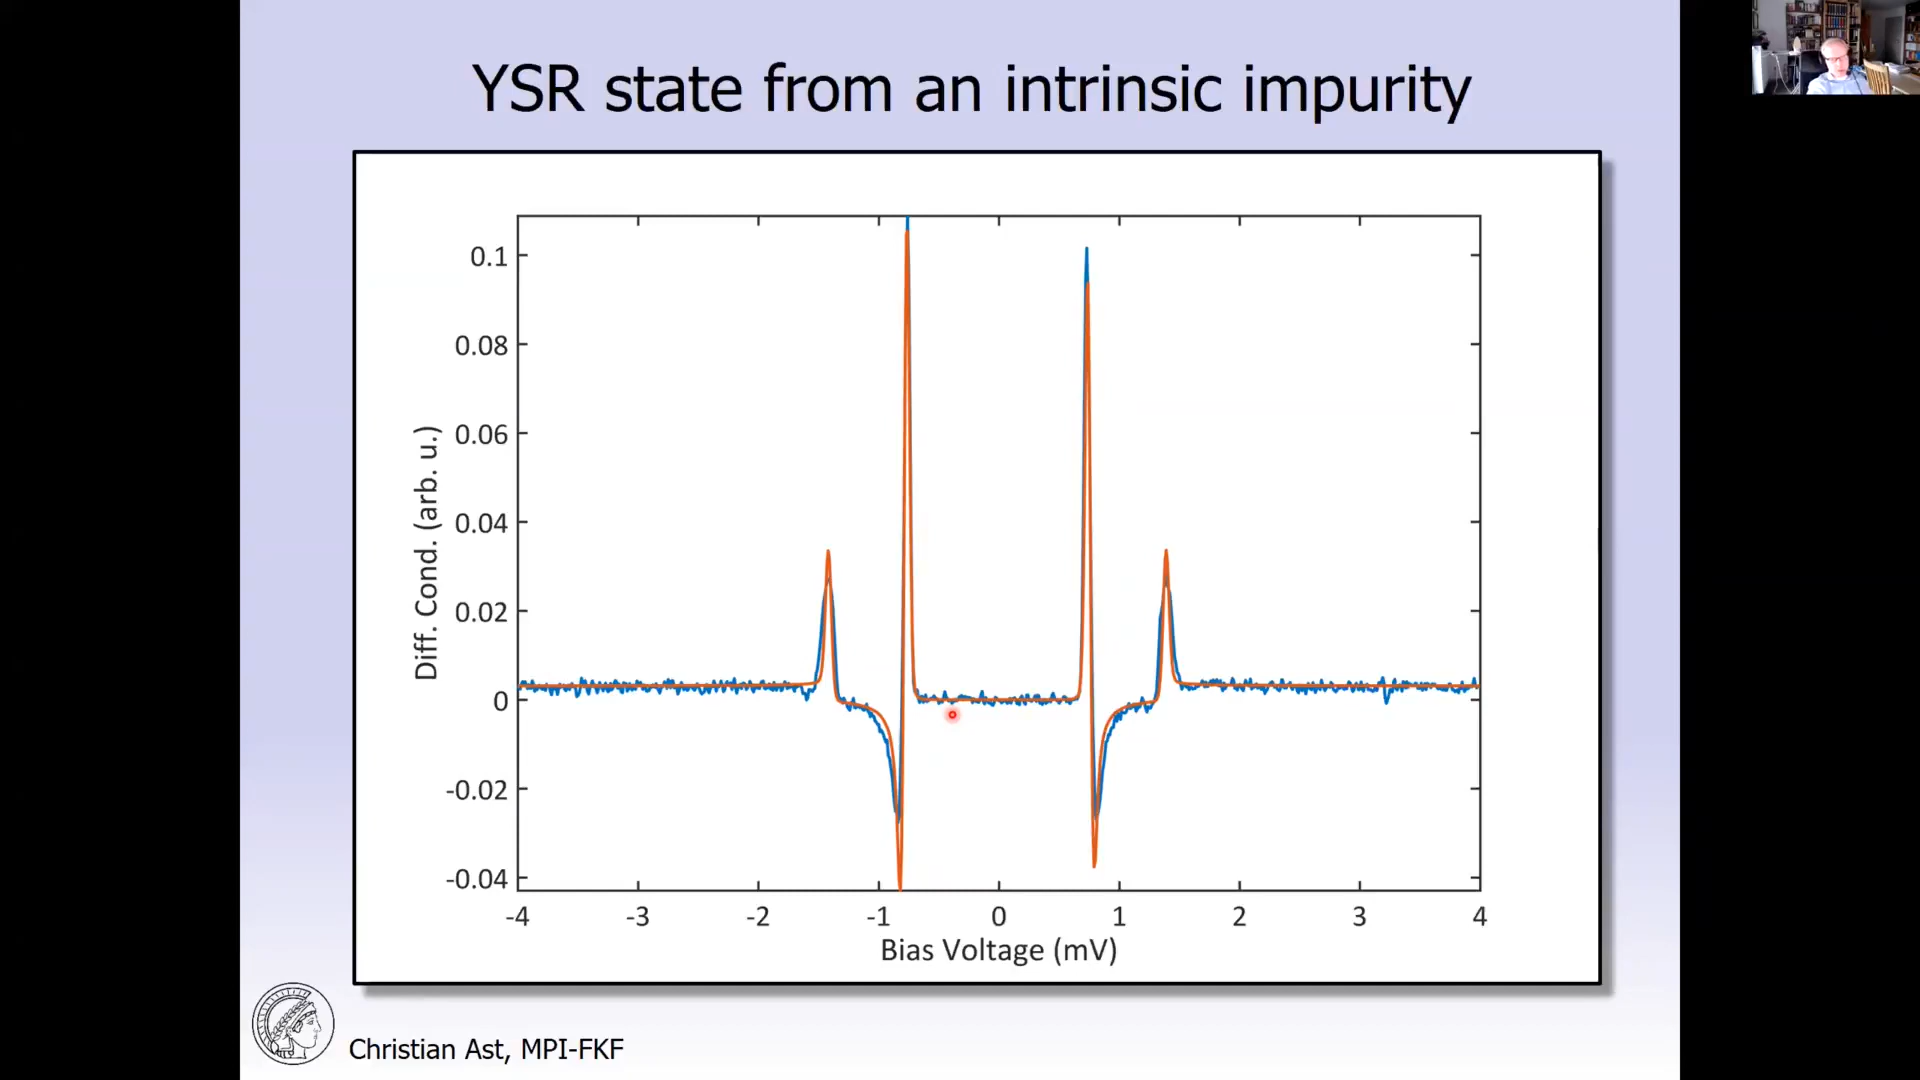 YSR state from an intrinsic impurity
0.1
0.08
0.06
0.04
0.02
0
-0.02
-0.04
Diff. Cond. (arb. u.)
-4 -3 -2 -1 0 1 2 3 4
Bias Voltage (mV)
Christian Ast, MPI-FKF